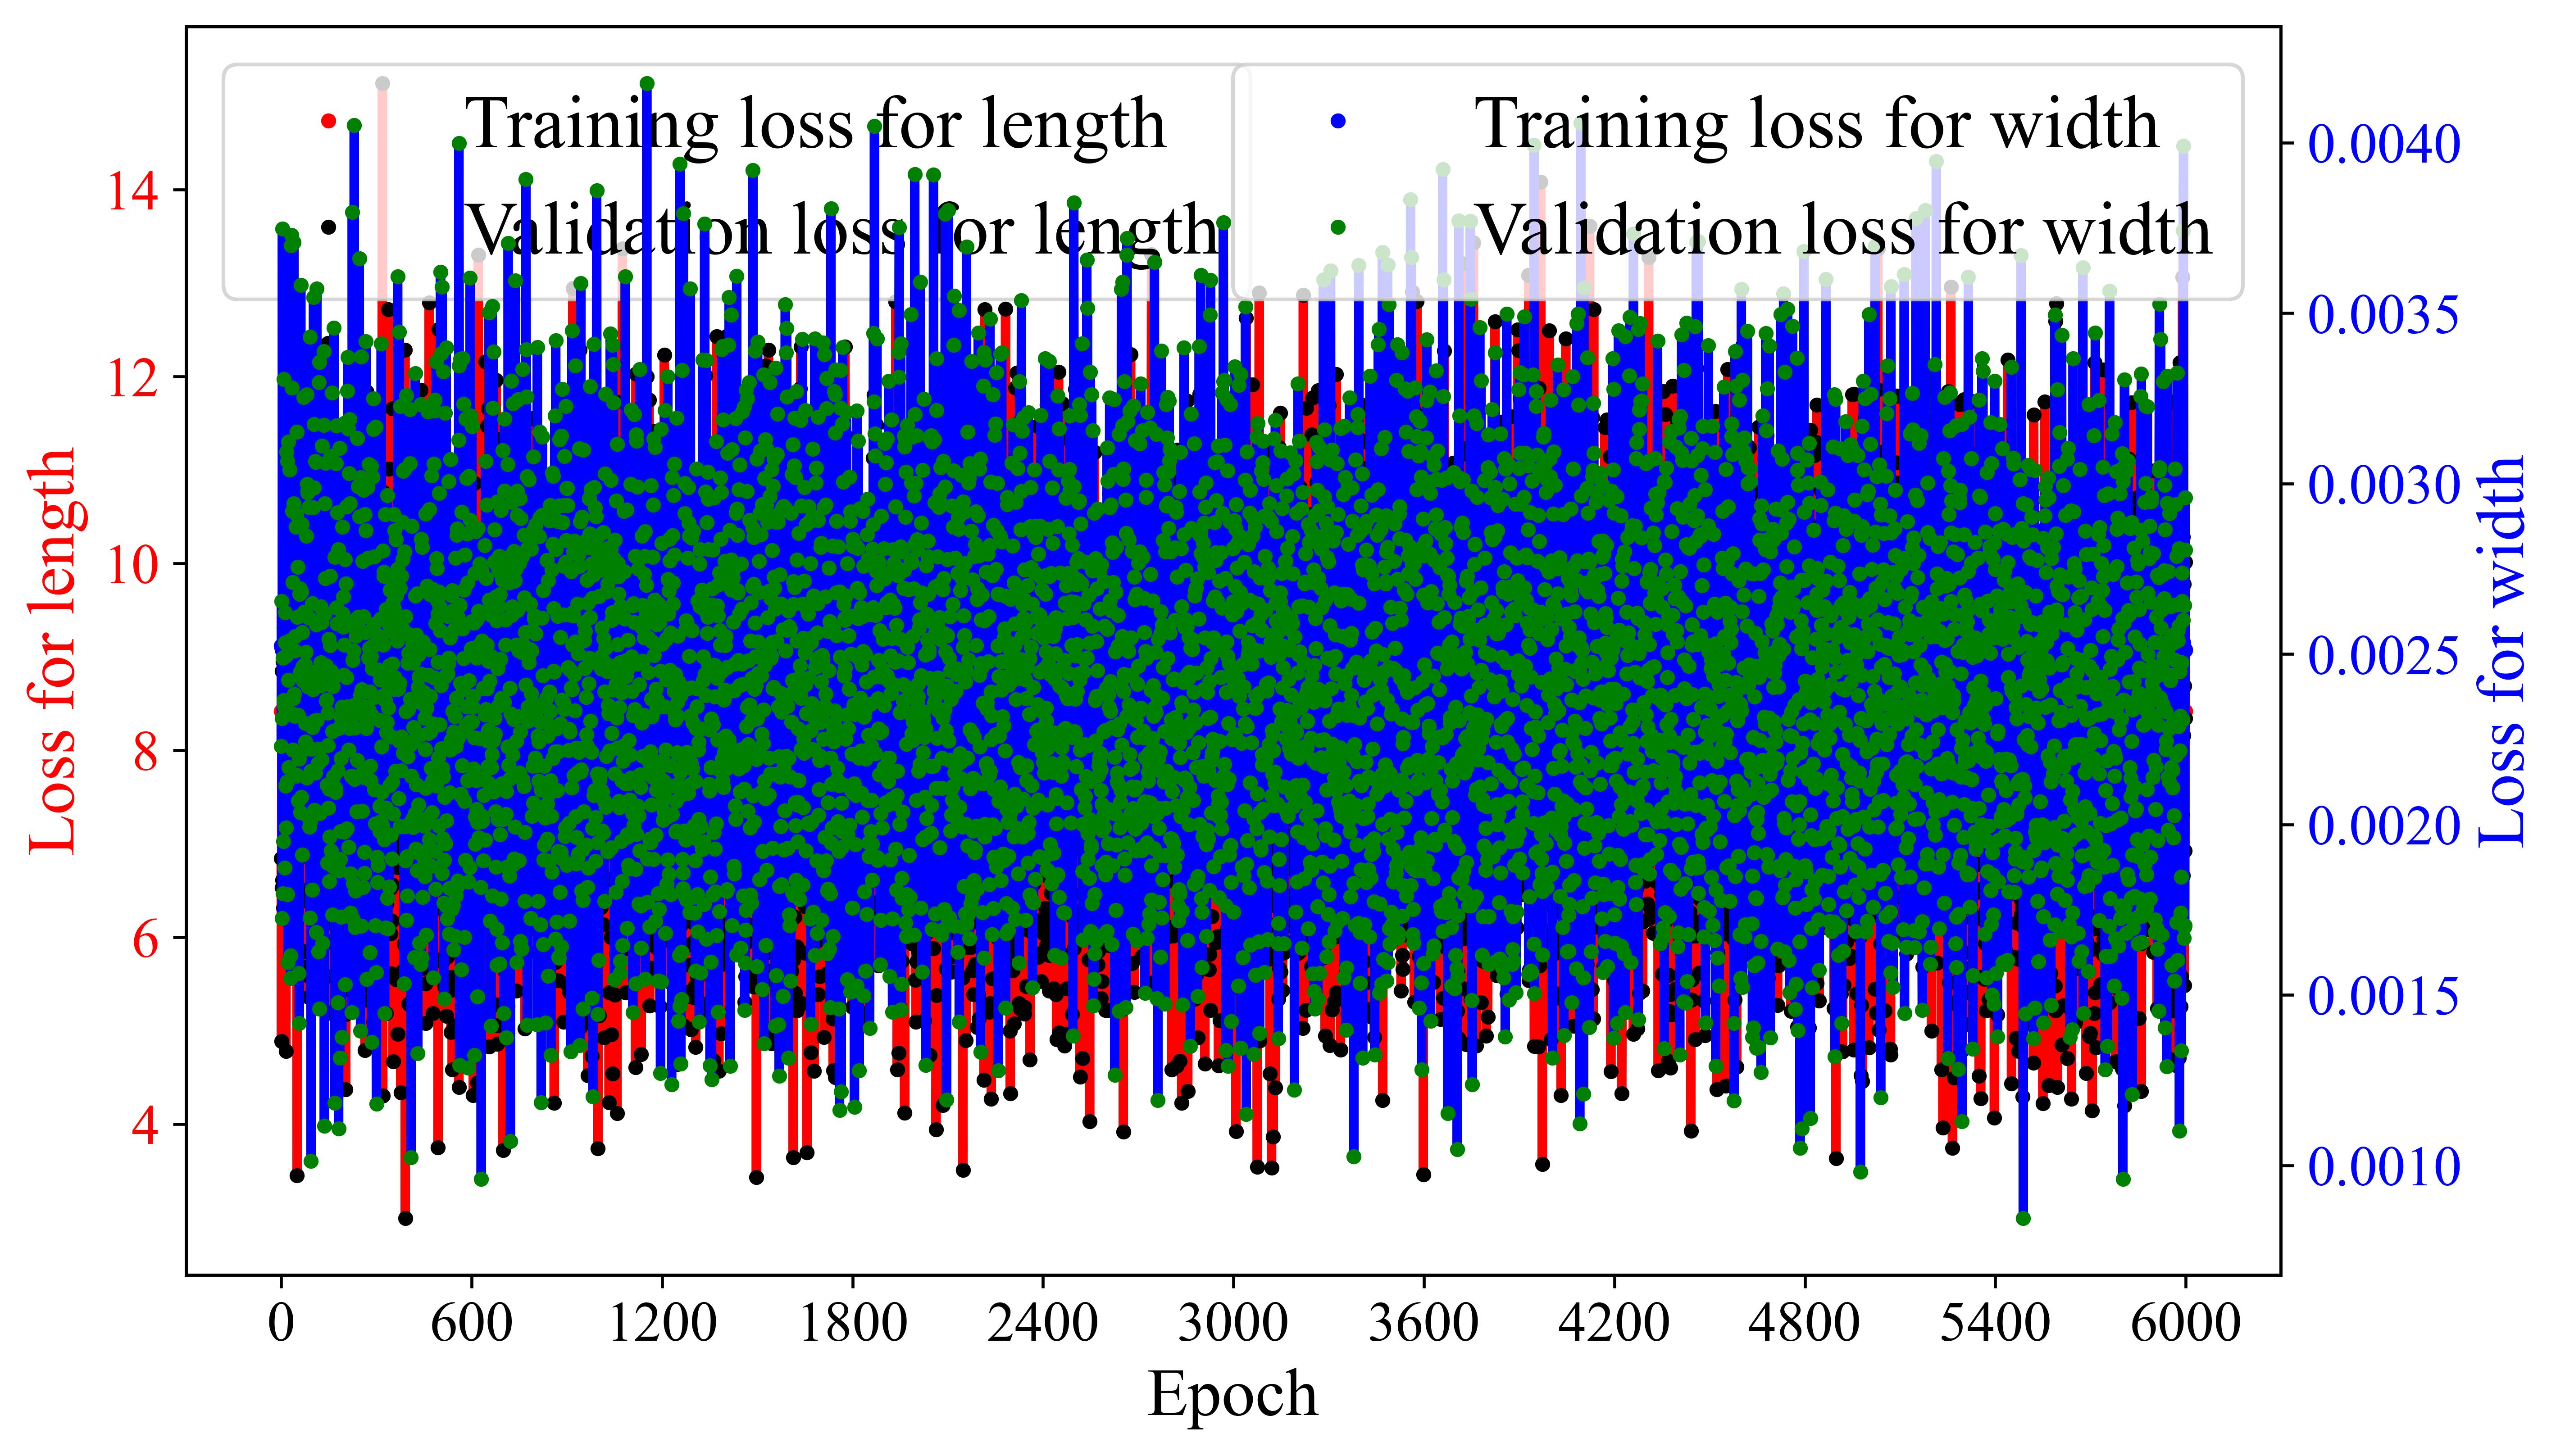 Training loss for length
Validation loss for length
Training loss for width
Validation loss for width
Loss for length
14
12
10
8
6
4
0.0040
0.0035
0.0030
0.0025
0.0020
0.0015
0.0010
Loss for width
0 600 1200 1800 2400 3000 3600 4200 4800 5400 6000
Epoch